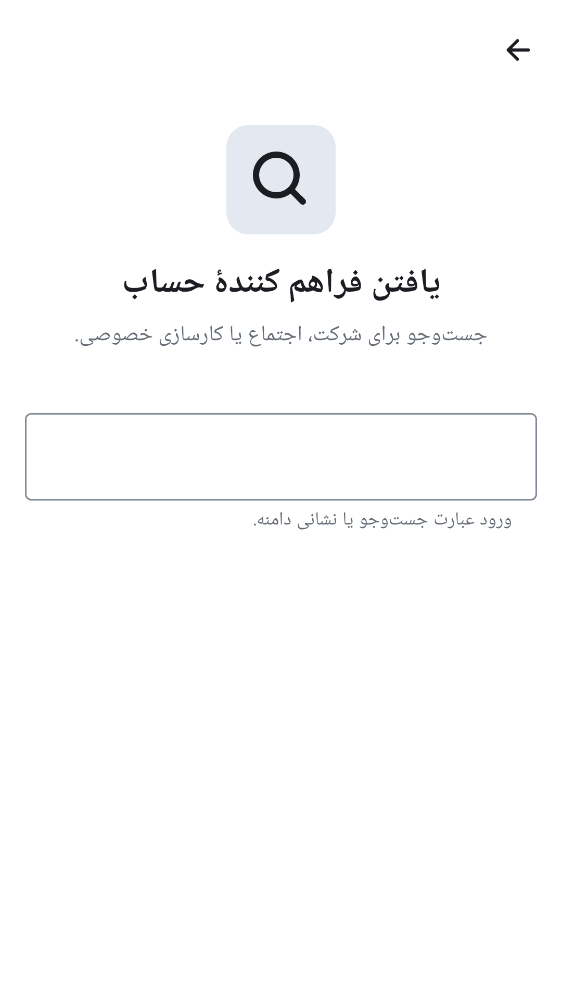 یافتن فراهم کنندهٔ حساب
جست‌وجو برای شرکت، اجتماع یا کارسازی خصوصی.
ورود عبارت جست‌وجو یا نشانی دامنه.